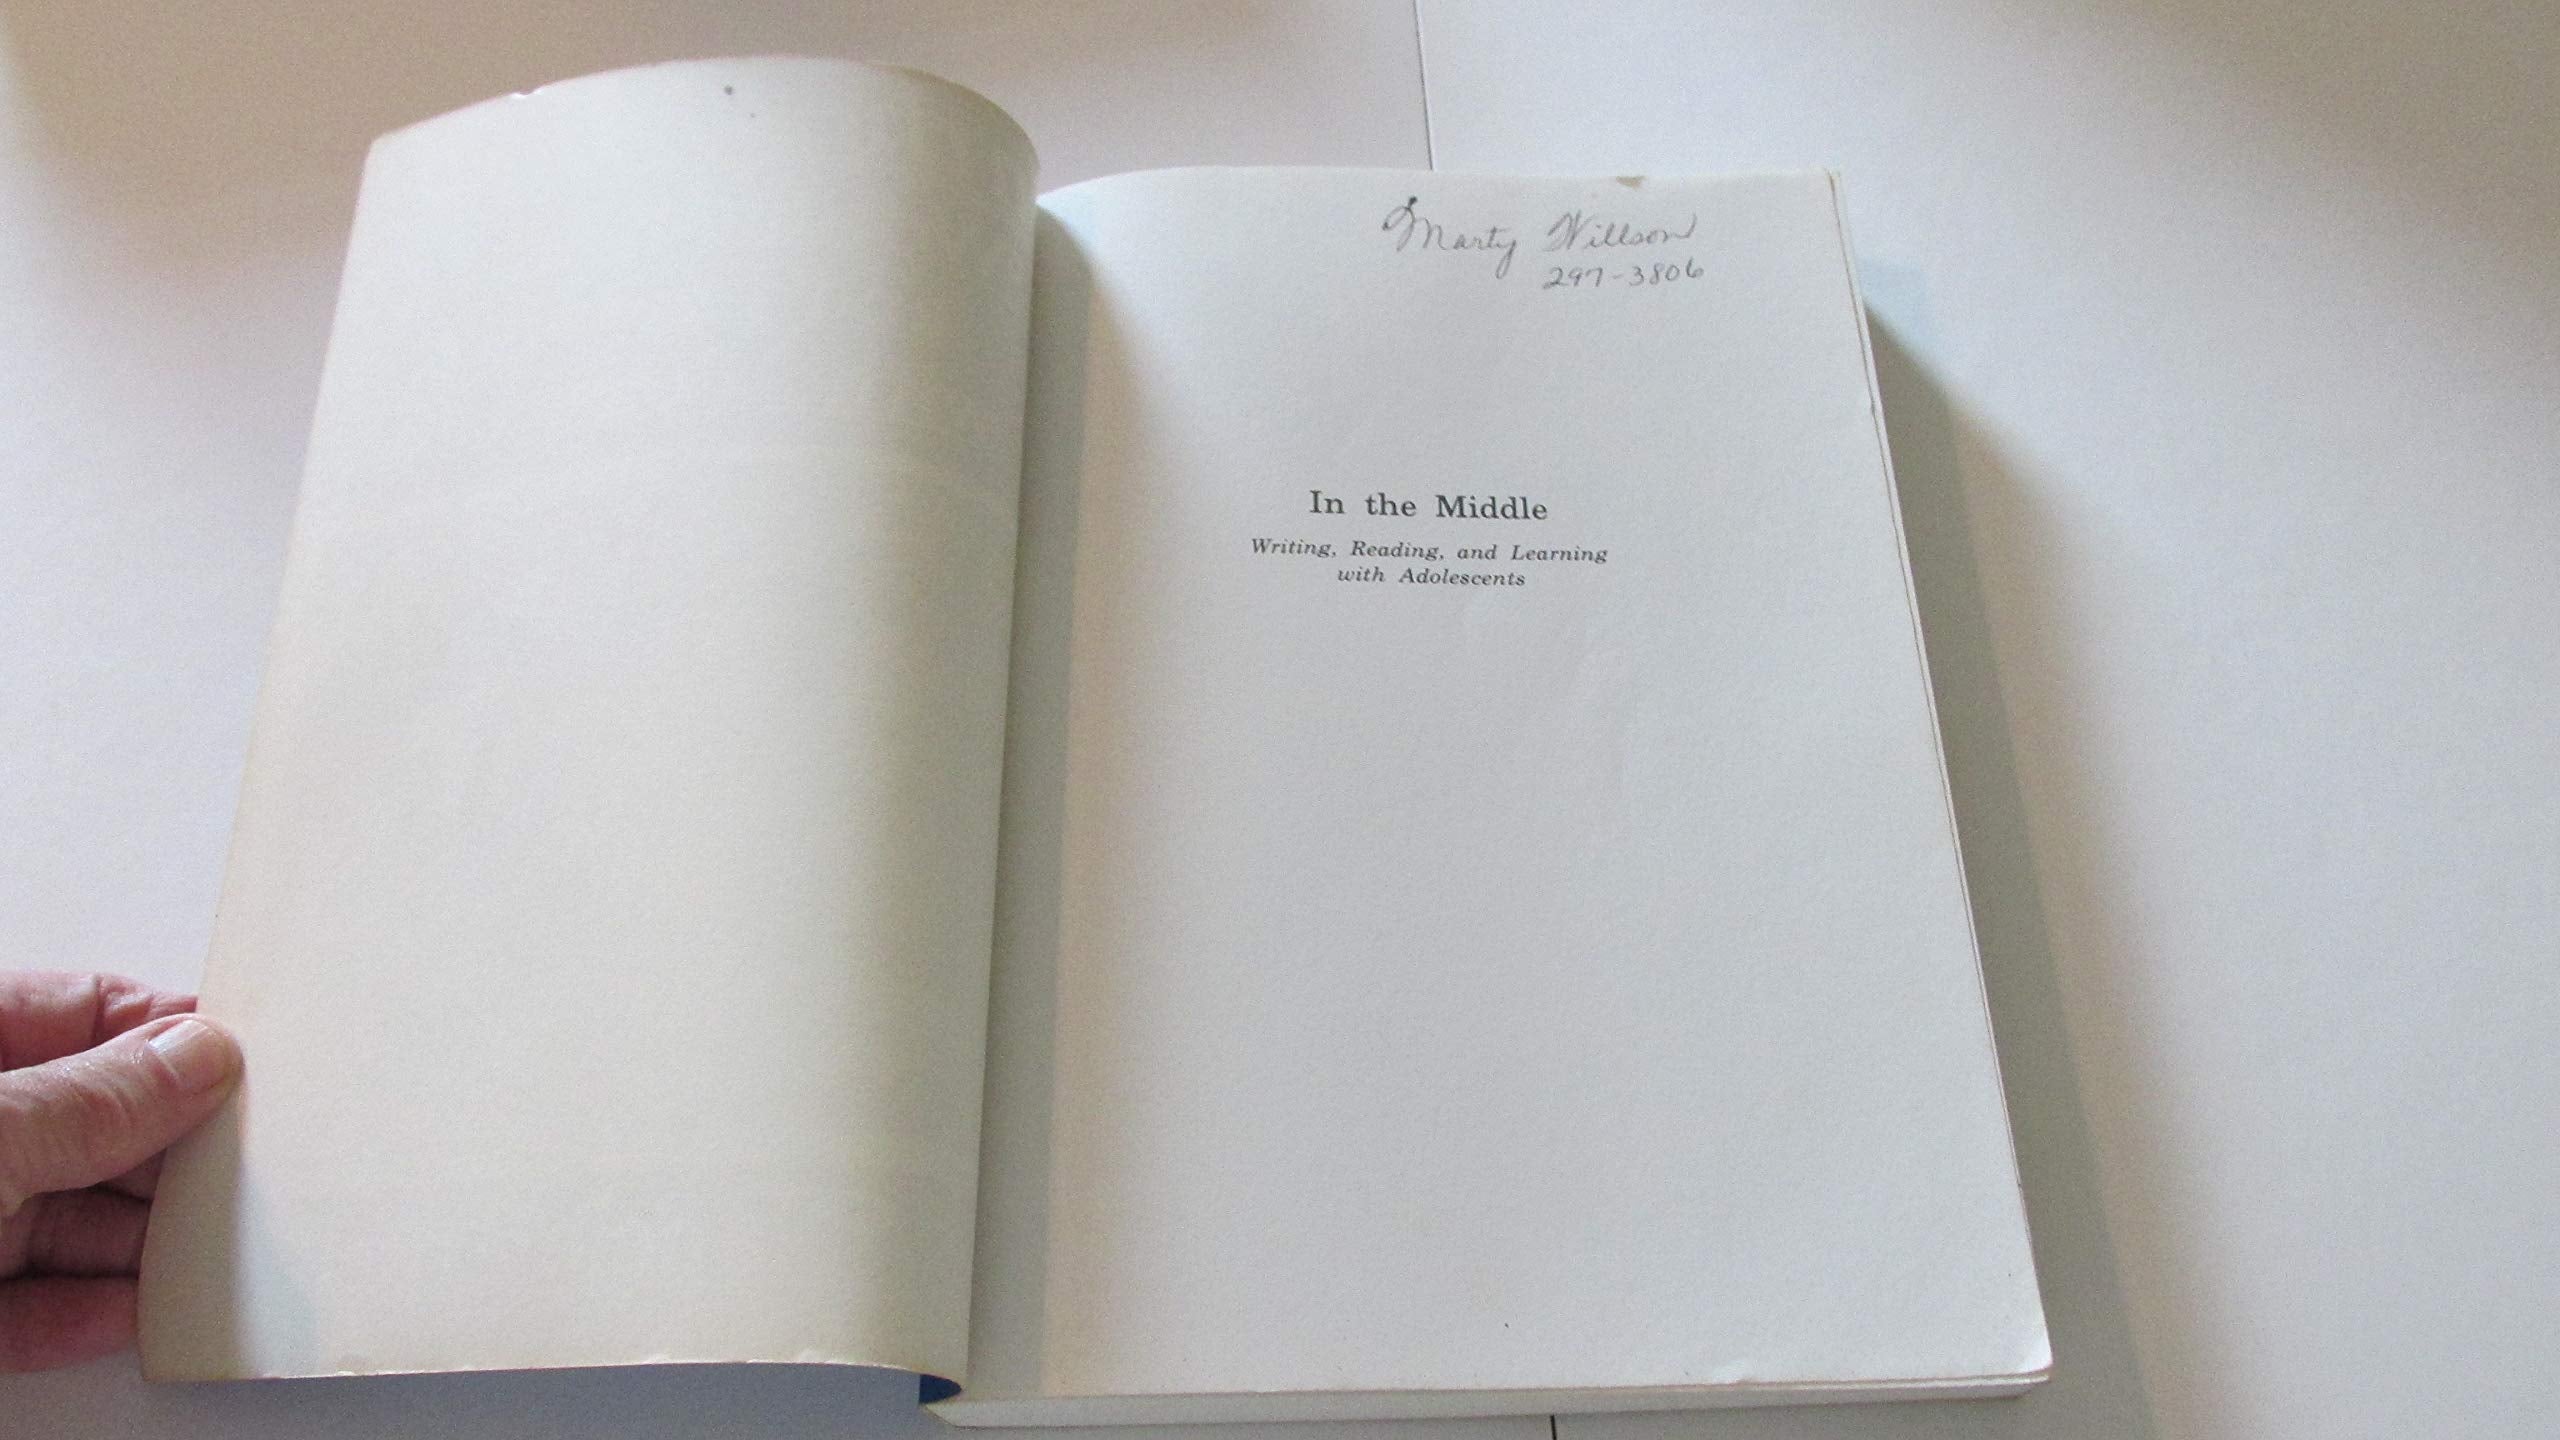 Marty Willson
297-3806
In the Middle
Writing, Reading, and Learning
with Adolescents